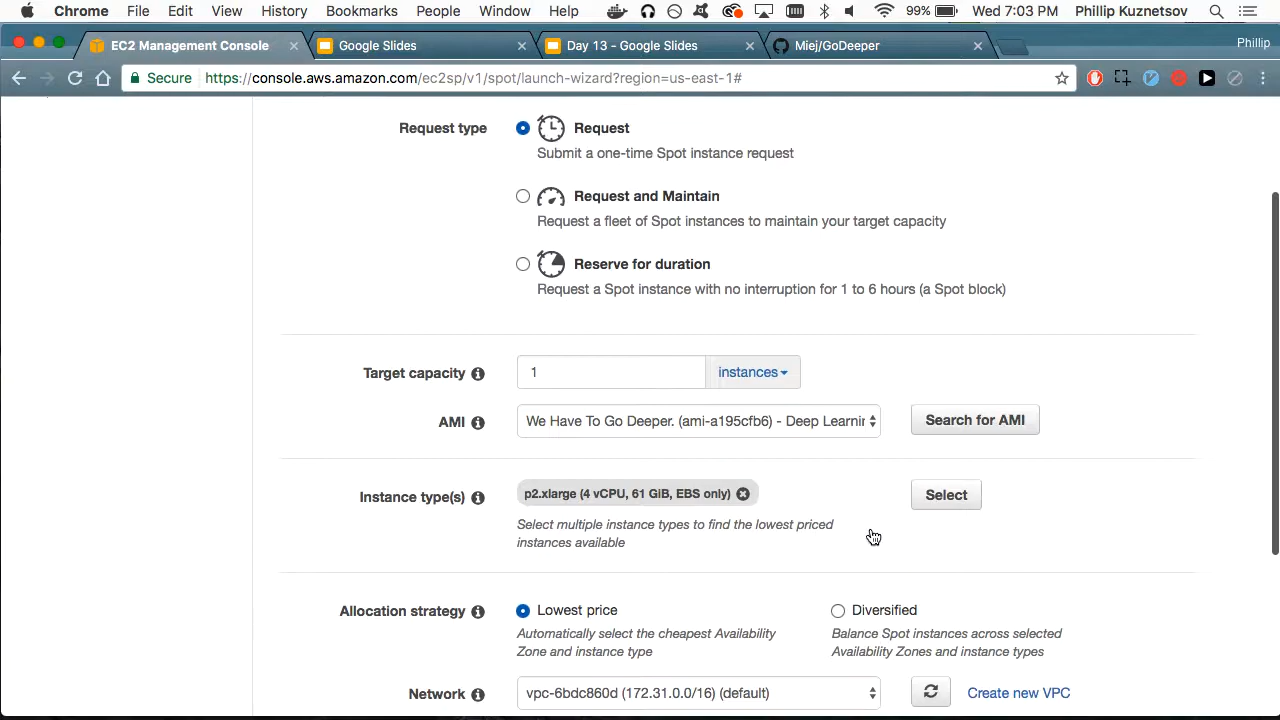 Chrome File Edit View History Bookmarks People Window Help 99% Wed 7:03 PM Phillip Kuznetsov
EC2 Management Console Google Slides Day 13 - Google Slides Miej/GoDeeper Phillip
Secure https://console.aws.amazon.com/ec2sp/v1/spot/launch-wizard?region=us-east-1#
Request type Request
Submit a one-time Spot instance request
Request and Maintain
Request a fleet of Spot instances to maintain your target capacity
Reserve for duration
Request a Spot instance with no interruption for 1 to 6 hours (a Spot block)
Target capacity 1 instances
AMI We Have To Go Deeper. (ami-a195cfb6) - Deep Learnin Search for AMI
Instance type(s) p2.xlarge (4 vCPU, 61 GiB, EBS only) Select
Select multiple instance types to find the lowest priced
instances available
Allocation strategy Lowest price Diversified
Automatically select the cheapest Availability Balance Spot instances across selected
Zone and instance type Availability Zones and instance types
Network vpc-6bdc860d (172.31.0.0/16) (default) Create new VPC